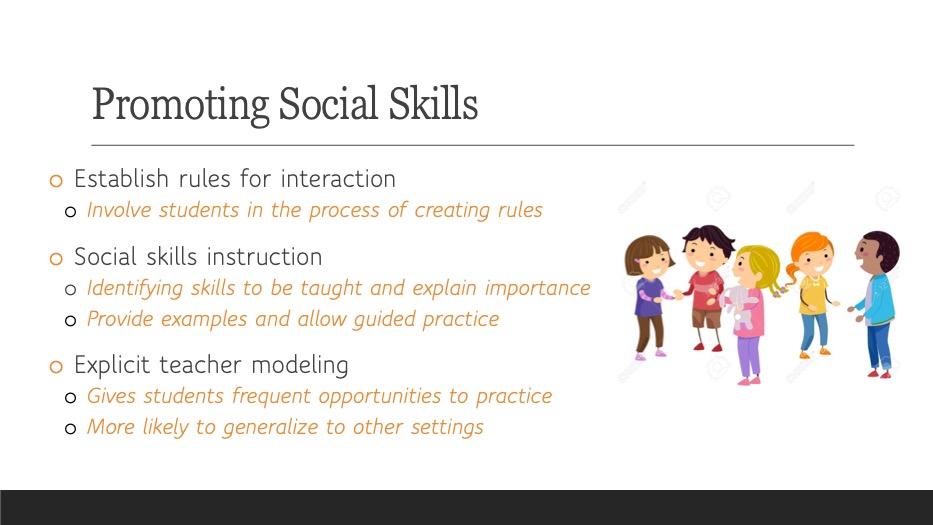 Promoting Social Skills
Establish rules for interaction
Involve students in the process of creating rules
Social skills instruction
Identifying skills to be taught and explain importance
Provide examples and allow guided practice
Explicit teacher modeling
Gives students frequent opportunities to practice
More likely to generalize to other settings